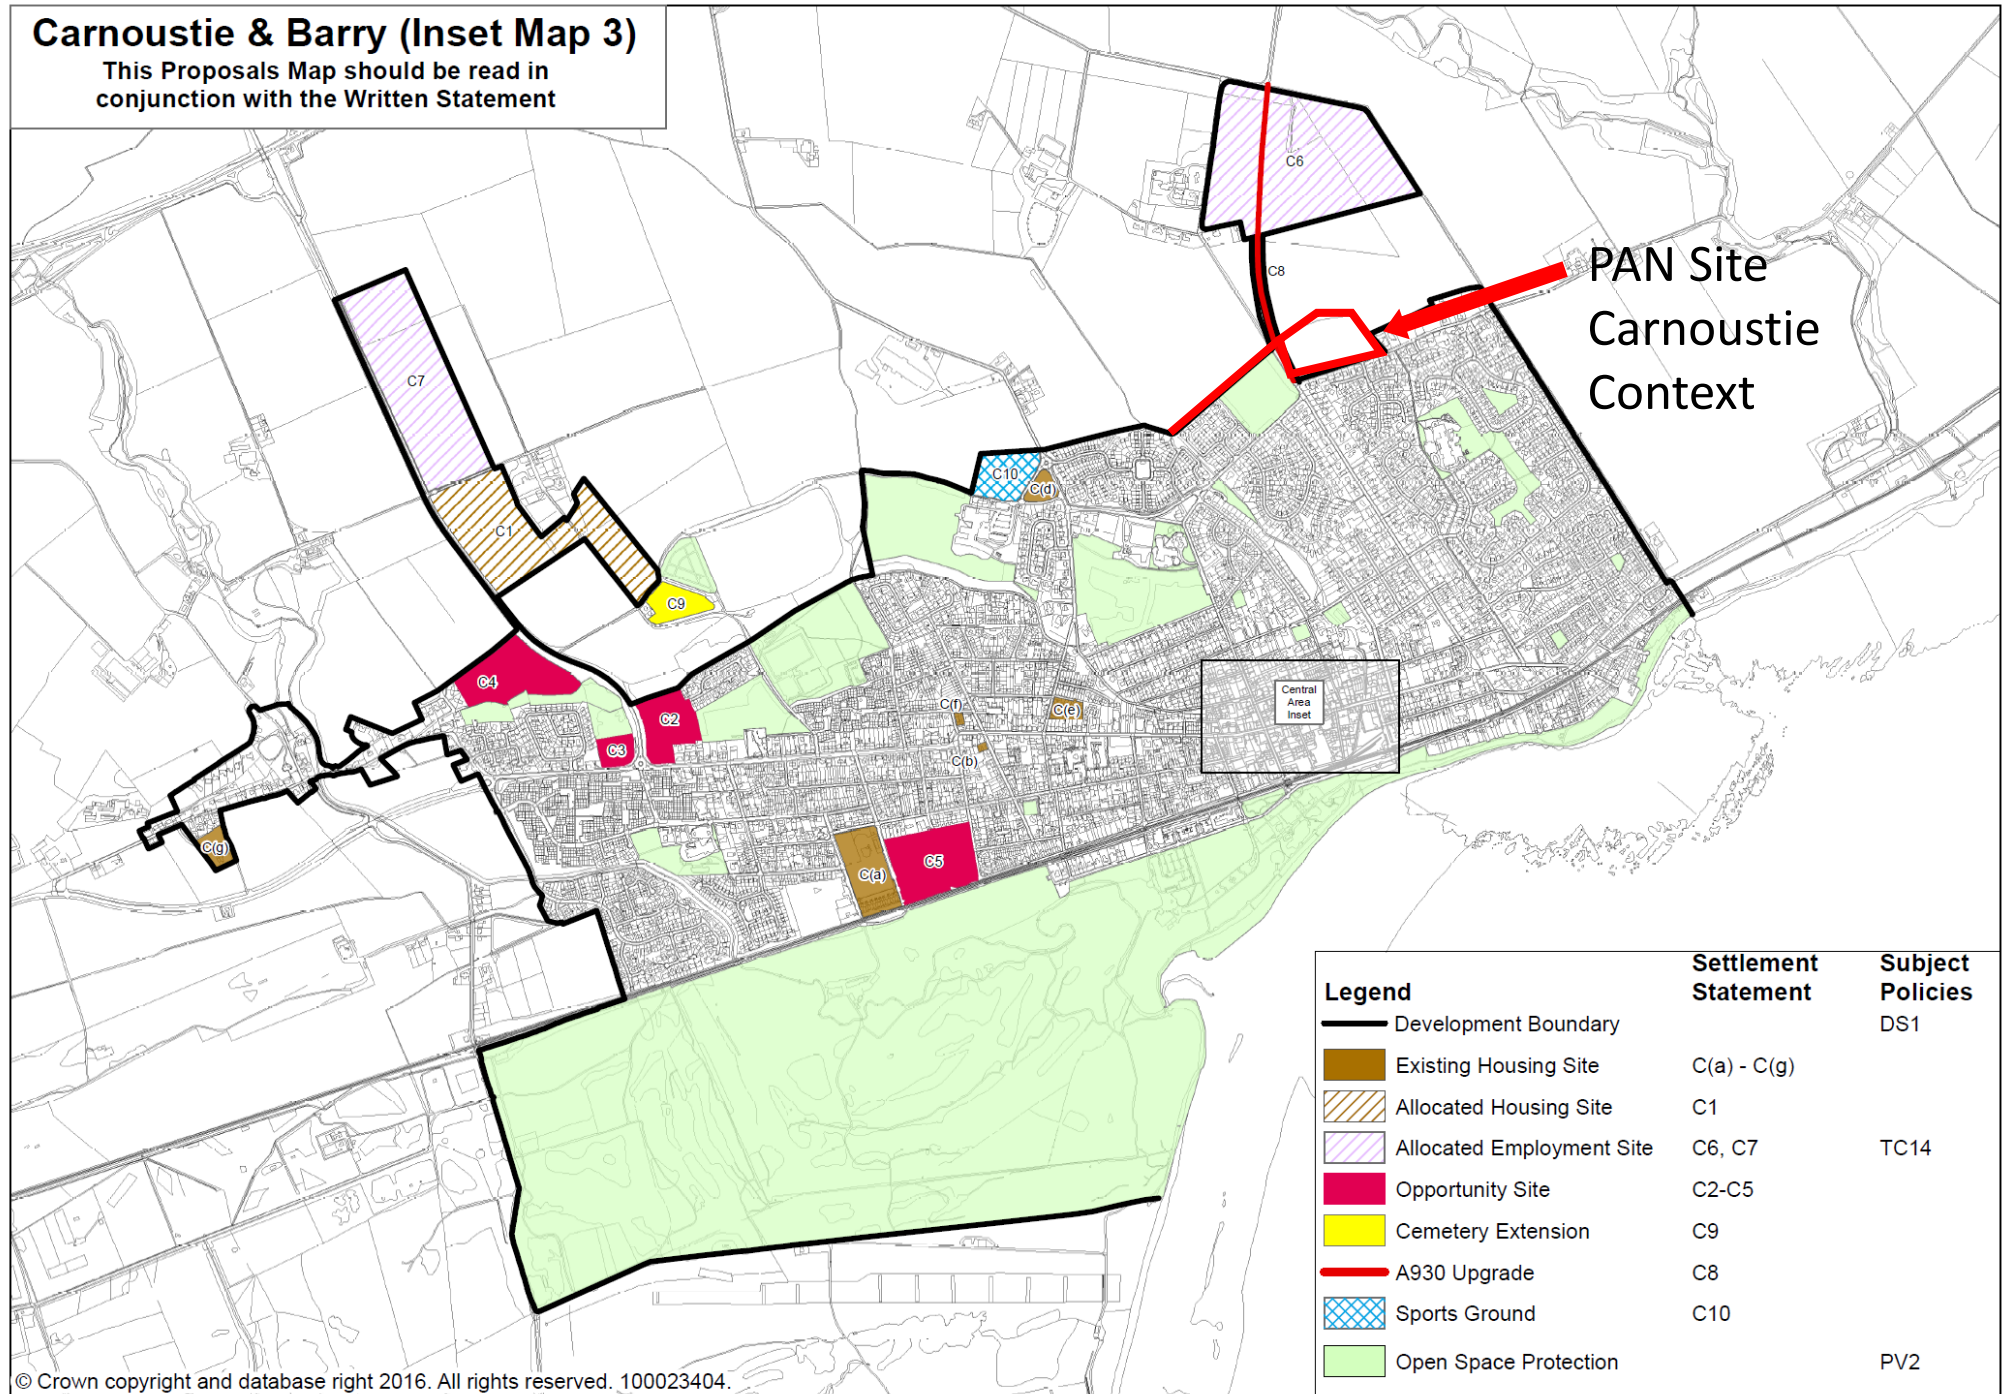 Carnoustie & Barry (Inset Map 3)
This Proposals Map should be read in
conjunction with the Written Statement
C6
C8
PAN Site
Carnoustie
Context
C7
C10
C(d)
C1
C9
C4
C2
C3
C(f)
C(e)
C(b)
Central
Area
Inset
C(g)
C(a)
C5
Legend
Settlement
Statement
Subject
Policies
Development Boundary DS1
Existing Housing Site C(a) - C(g)
Allocated Housing Site C1
Allocated Employment Site C6, C7 TC14
Opportunity Site C2-C5
Cemetery Extension C9
A930 Upgrade C8
Sports Ground C10
Open Space Protection PV2
© Crown copyright and database right 2016. All rights reserved. 100023404.